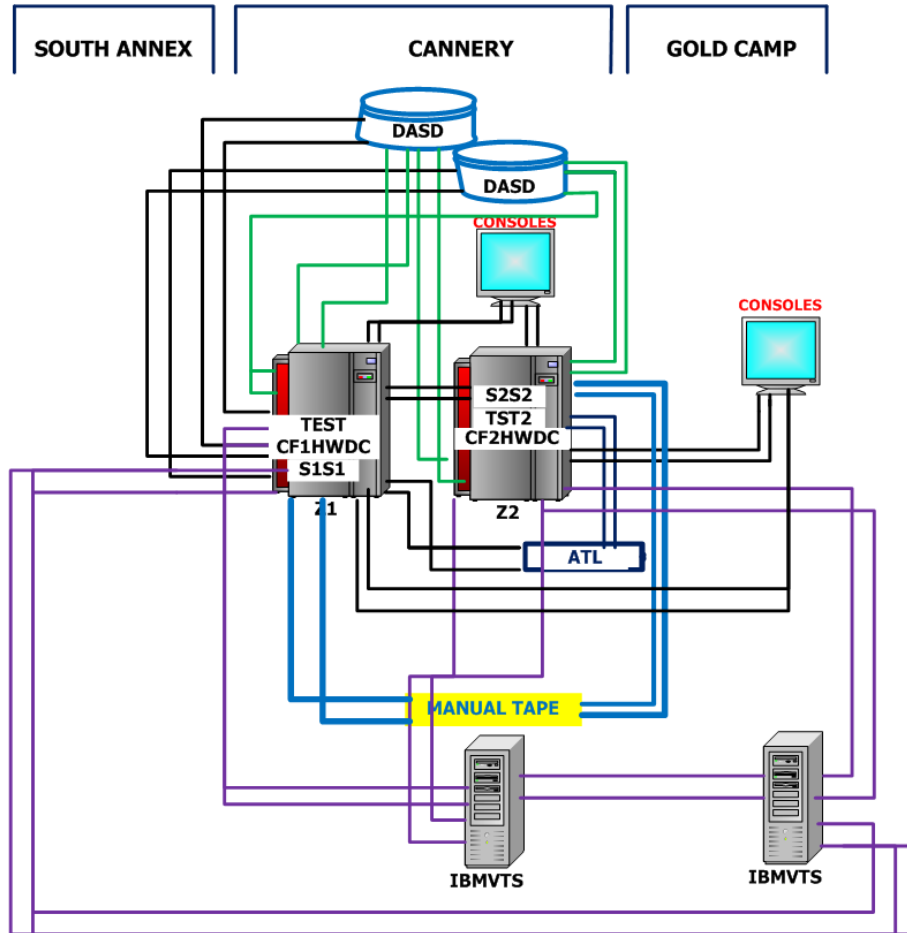 SOUTH ANNEX
CANNERY
GOLD CAMP
DASD
DASD
CONSOLES
CONSOLES
TEST
CF1HWDC
S1S1
S2S2
TST2
CF2HWDC
Z1
Z2
ATL
MANUAL TAPE
IBMVTS
IBMVTS